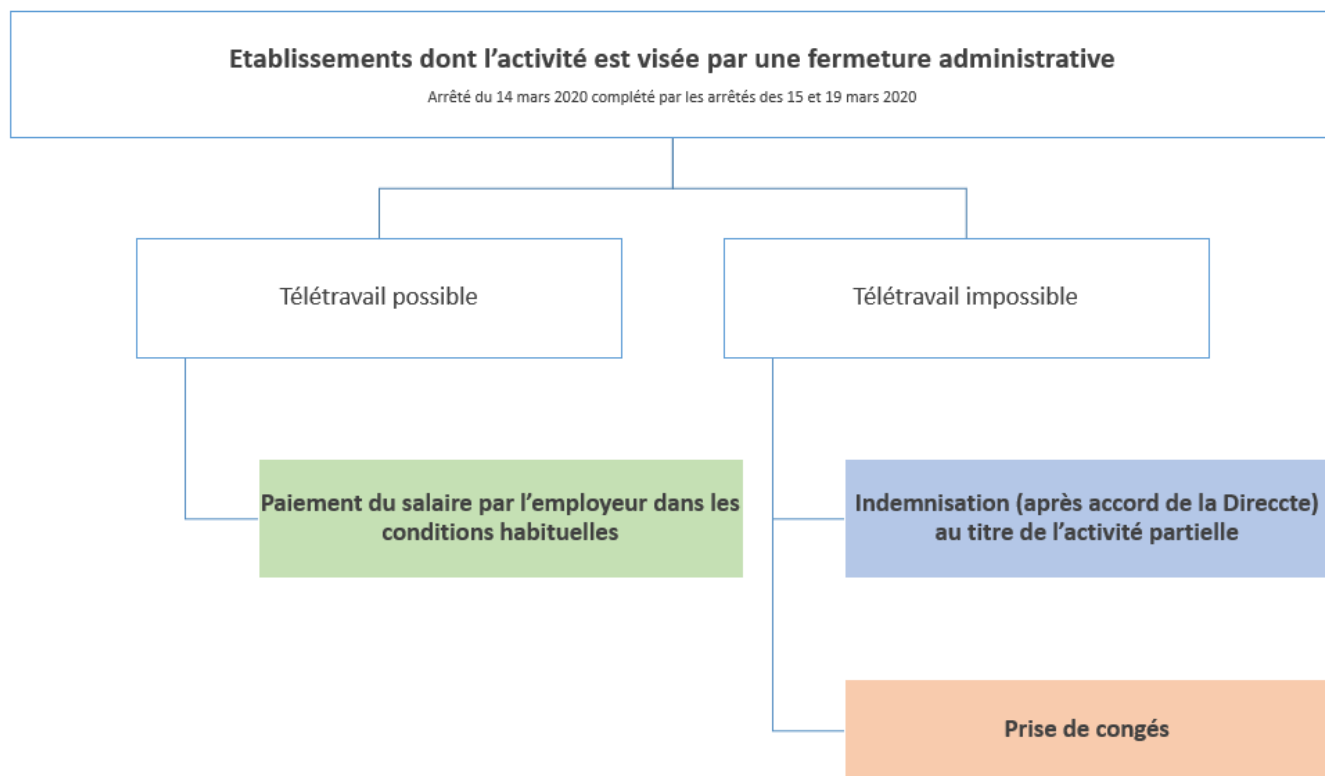 Etablissements dont l’activité est visée par une fermeture administrative
Arrêté du 14 mars 2020 complété par les arrêtés des 15 et 19 mars 2020
Télétravail possible
Télétravail impossible
Paiement du salaire par l’employeur dans les
conditions habituelles
Indemnisation (après accord de la Direccte)
au titre de l’activité partielle
Prise de congés